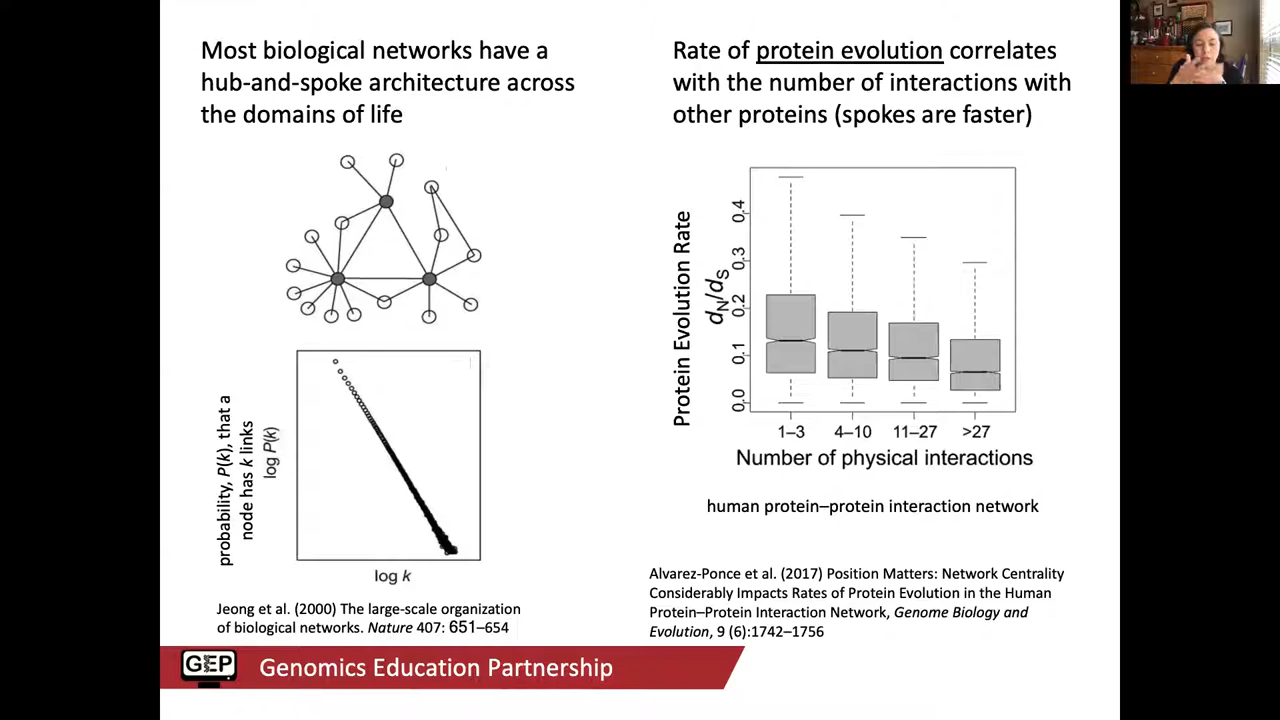 Most biological networks have a
hub-and-spoke architecture across
the domains of life
probability, P(k), that a
node has k links
log P(k)
log k
Jeong et al. (2000) The large-scale organization
of biological networks. Nature 407: 651–654
Rate of protein evolution correlates
with the number of interactions with
other proteins (spokes are faster)
Protein Evolution Rate
dN/dS
0.4
0.3
0.2
0.1
0.0
1–3 4–10 11–27 >27
Number of physical interactions
human protein–protein interaction network
Alvarez-Ponce et al. (2017) Position Matters: Network Centrality
Considerably Impacts Rates of Protein Evolution in the Human
Protein–Protein Interaction Network, Genome Biology and
Evolution, 9 (6):1742–1756
GEP Genomics Education Partnership